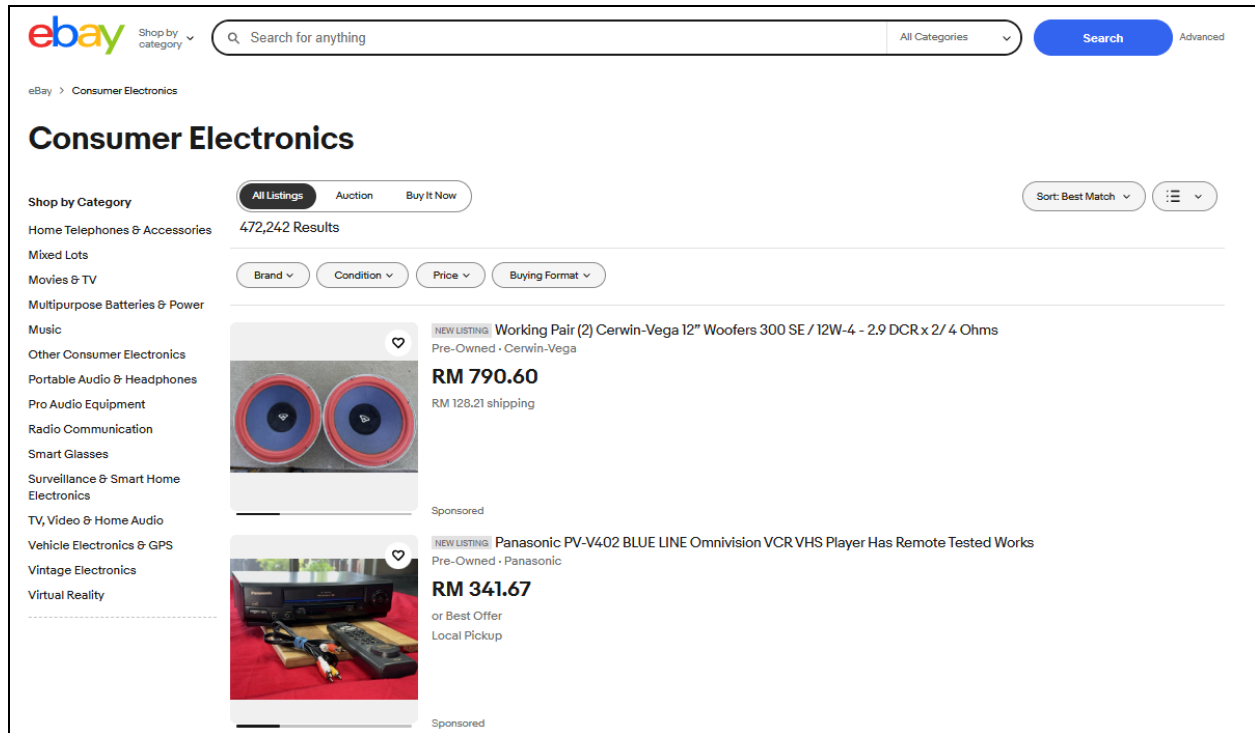 ebay
Shop by
category
Search for anything
All Categories
Search
Advanced
eBay > Consumer Electronics
Consumer Electronics
Shop by Category
Home Telephones & Accessories
Mixed Lots
Movies & TV
Multipurpose Batteries & Power
Music
Other Consumer Electronics
Portable Audio & Headphones
Pro Audio Equipment
Radio Communication
Smart Glasses
Surveillance & Smart Home
Electronics
TV, Video & Home Audio
Vehicle Electronics & GPS
Vintage Electronics
Virtual Reality
All Listings Auction Buy It Now
Sort: Best Match
472,242 Results
Brand Condition Price Buying Format
NEW LISTING Working Pair (2) Cerwin-Vega 12” Woofers 300 SE / 12W-4 - 2.9 DCR x 2/ 4 Ohms
Pre-Owned · Cerwin-Vega
RM 790.60
RM 128.21 shipping
Sponsored
NEW LISTING Panasonic PV-V402 BLUE LINE Omnivision VCR VHS Player Has Remote Tested Works
Pre-Owned · Panasonic
RM 341.67
or Best Offer
Local Pickup
Sponsored
Panasonic